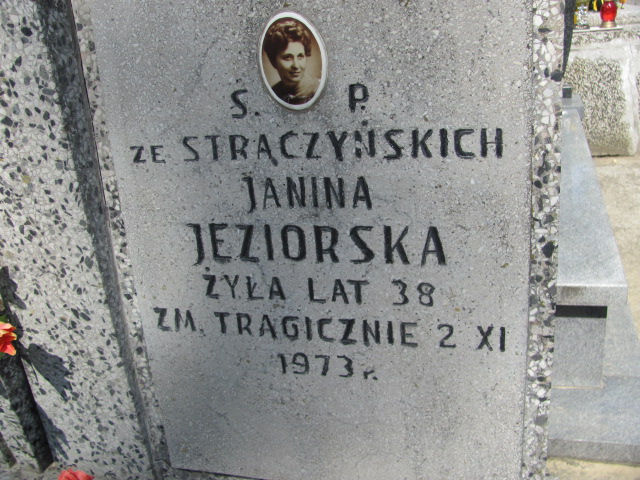 S. P.
ZE STRĄCZYŃSKICH
JANINA
JEZIORSKA
ŻYŁA LAT 38
ZM. TRAGICZNIE 2 XI
1973 r.